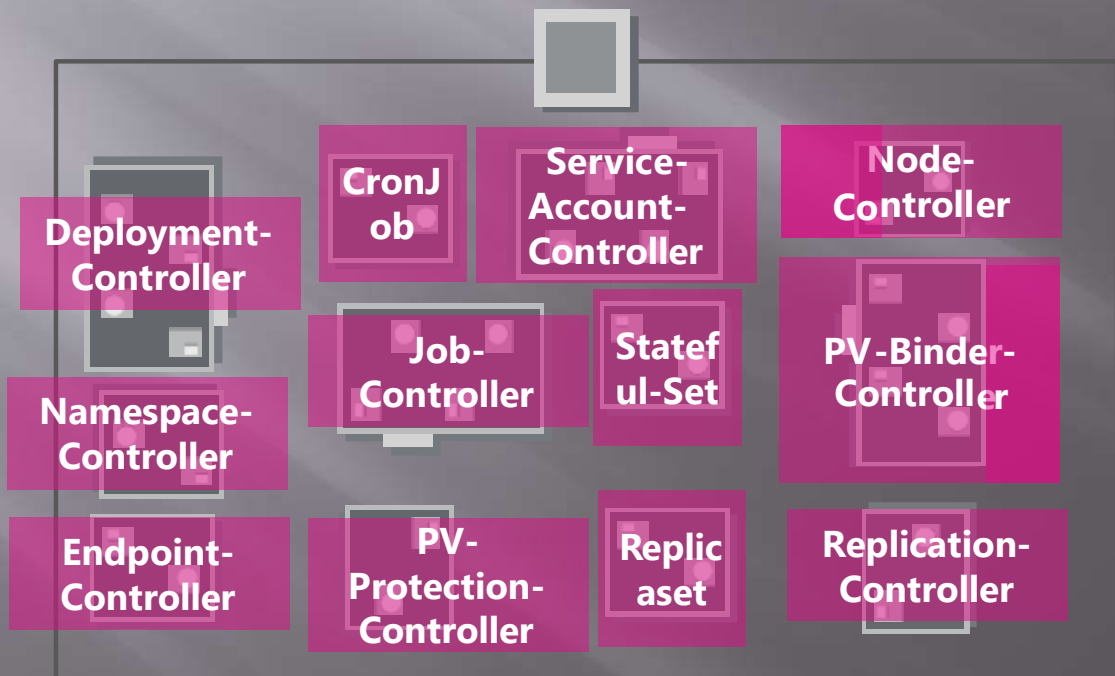 CronJ
ob
Service-
Account-
Controller
Node-
Controller
Deployment-
Controller
Job-
Controller
Statef
ul-Set
PV-Binder-
Controller
Namespace-
Controller
Endpoint-
Controller
PV-
Protection-
Controller
Replic
aset
Replication-
Controller